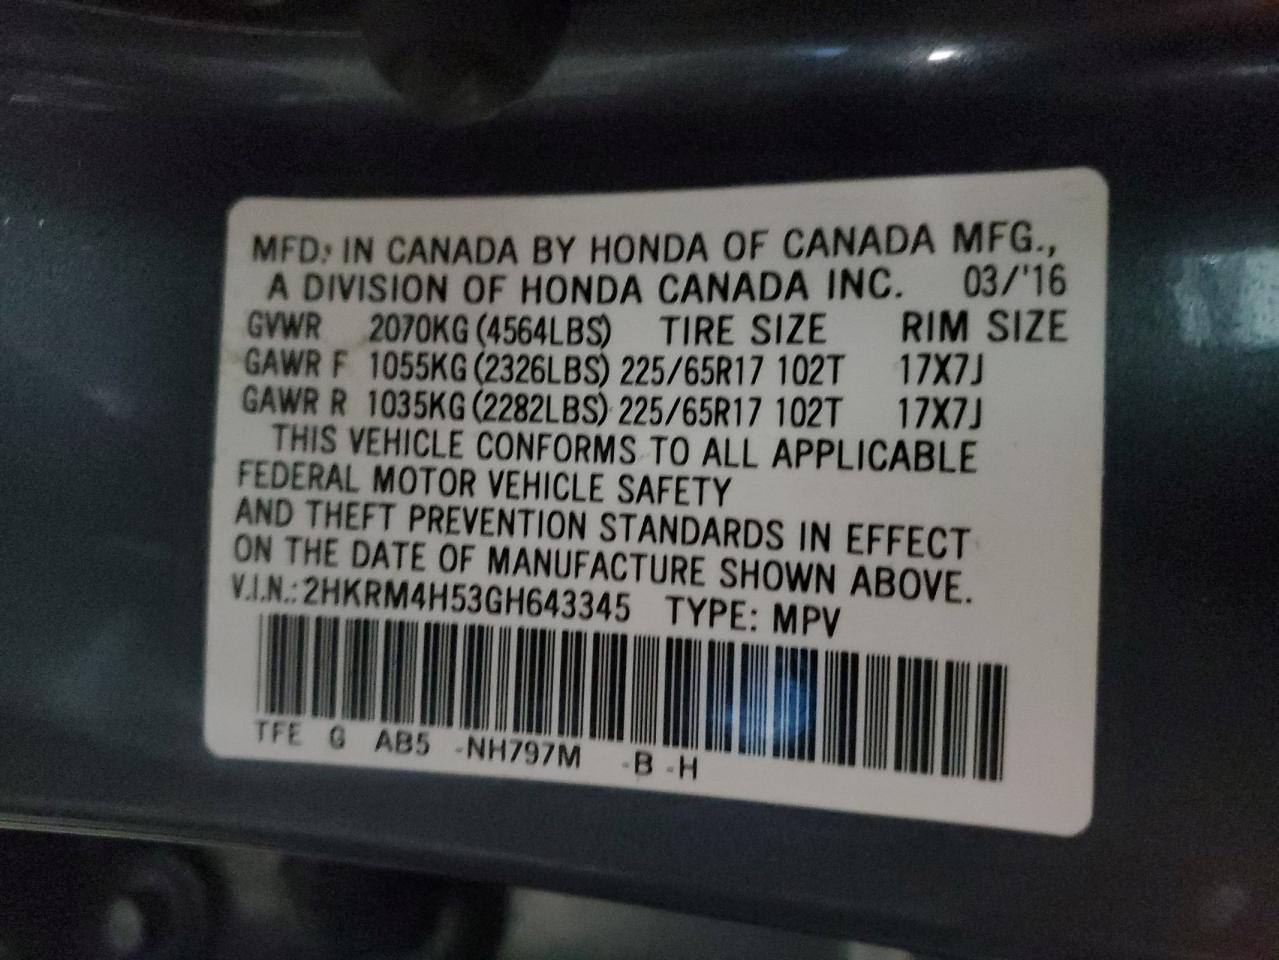 MFD. IN CANADA BY HONDA OF CANADA MFG.,
A DIVISION OF HONDA CANADA INC. 03/'16
GVWR 2070KG (4564LBS) TIRE SIZE RIM SIZE
GAWR F 1055KG (2326LBS) 225/65R17 102T 17X7J
GAWR R 1035KG (2282LBS) 225/65R17 102T 17X7J
THIS VEHICLE CONFORMS TO ALL APPLICABLE
FEDERAL MOTOR VEHICLE SAFETY
AND THEFT PREVENTION STANDARDS IN EFFECT
ON THE DATE OF MANUFACTURE SHOWN ABOVE.
V.I.N.: 2HKRM4H53GH643345 TYPE: MPV
TFE G AB5 -NH797M -B -H